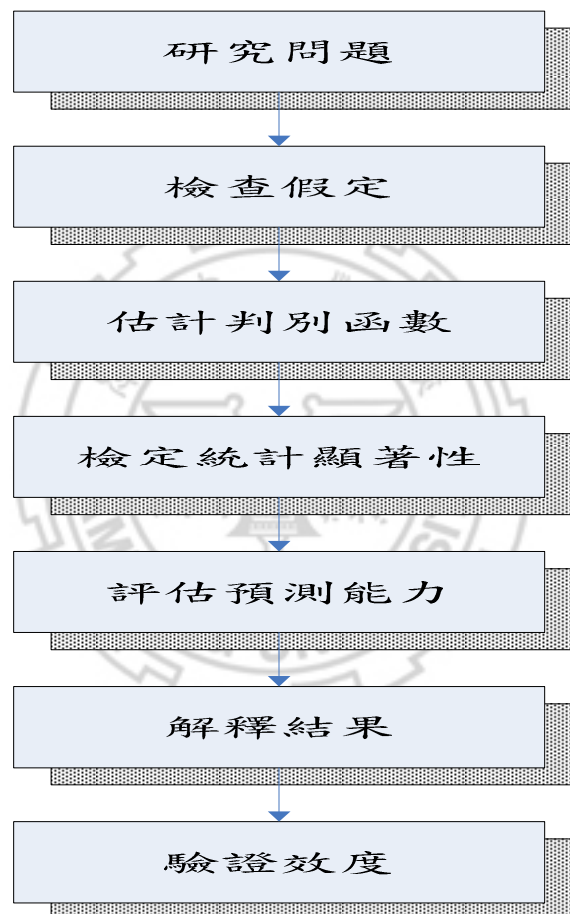 研究問題
檢查假定
估計判別函數
檢定統計顯著性
評估預測能力
解釋結果
驗證效度